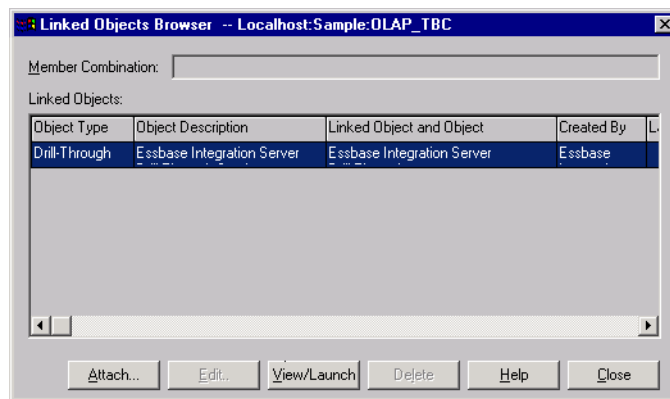 Linked Objects Browser -- Localhost:Sample:OLAP_TBC
Member Combination:
Linked Objects:
Object Type Object Description Linked Object and Object Created By
Drill-Through Essbase Integration Server Essbase Integration Server Essbase
Attach... Edit.. View/Launch Delete Help Close